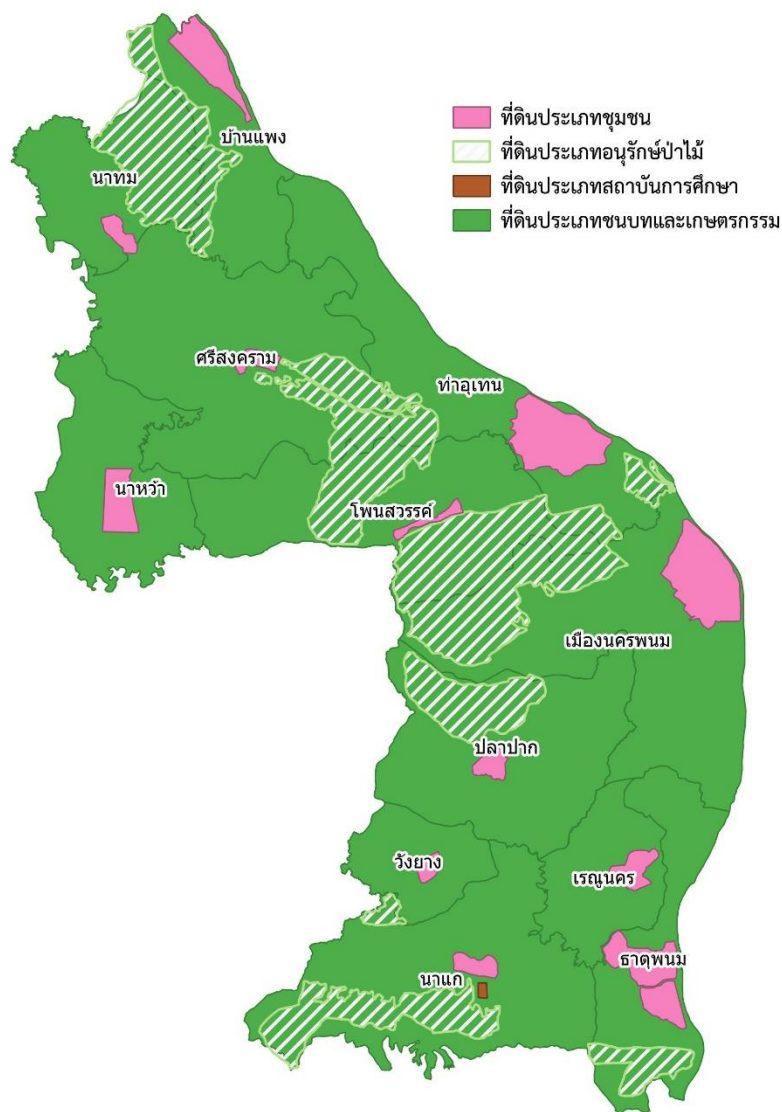 ที่ดินประเภทชุมชน
ที่ดินประเภทอนุรักษ์ป่าไม้
ที่ดินประเภทสถาบันการศึกษา
ที่ดินประเภทชนบทและเกษตรกรรม
บ้านแพง
นาทม
ศรีสงคราม
ท่าอุเทน
นาหว้า
โพนสวรรค์
เมืองนครพนม
ปลาปาก
วังยาง
เรณูนคร
ธาตุพนม
นาแก